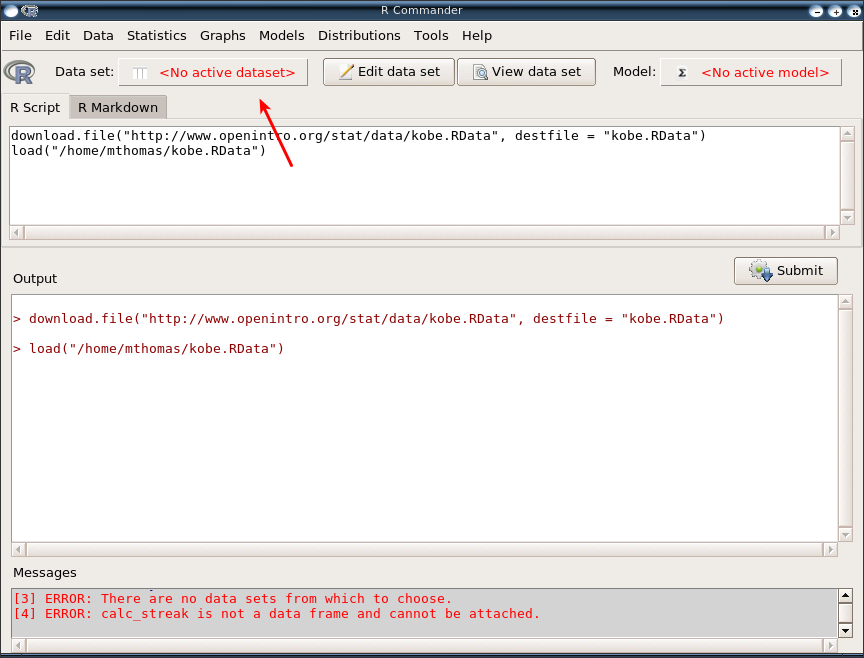 R Commander
File Edit Data Statistics Graphs Models Distributions Tools Help
R Data set: <No active dataset> Edit data set View data set Model: Σ <No active model>
R Script R Markdown
download.file("http://www.openintro.org/stat/data/kobe.RData", destfile = "kobe.RData")
load("/home/mthomas/kobe.RData")
Submit
Output
> download.file("http://www.openintro.org/stat/data/kobe.RData", destfile = "kobe.RData")
> load("/home/mthomas/kobe.RData")
Messages
[3] ERROR: There are no data sets from which to choose.
[4] ERROR: calc_streak is not a data frame and cannot be attached.